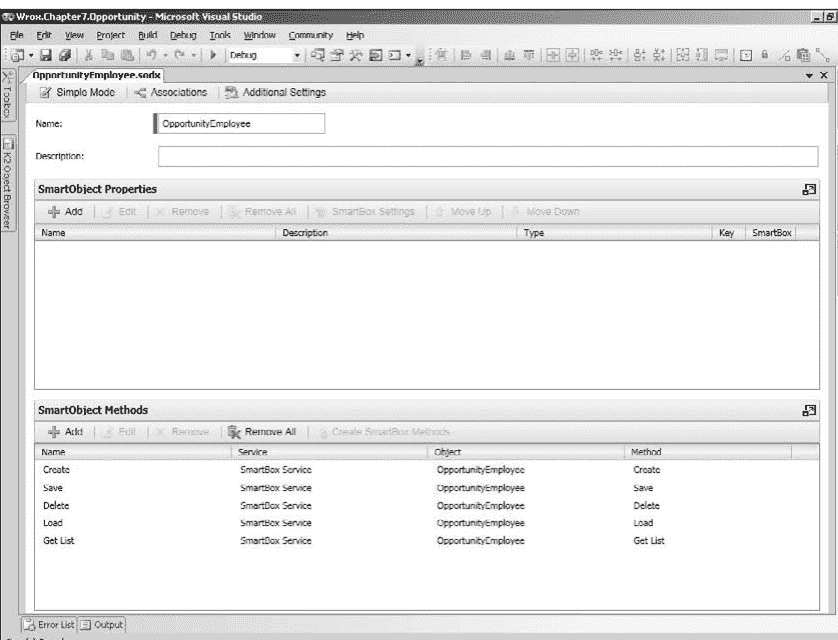 Wrox.Chapter7.Opportunity - Microsoft Visual Studio
File Edit View Project Build Debug Tools Window Community Help
Debug
OpportunityEmployee.sodx
Toolbox
K2 Object Browser
Simple Mode Associations Additional Settings
Name: OpportunityEmployee
Description:
SmartObject Properties
Add Edit Remove Remove All SmartBox Settings Move Up Move Down
Name Description Type Key SmartBox
SmartObject Methods
Add Edit Remove Remove All Create SmartBox Methods
Name Service Object Method
Create SmartBox Service OpportunityEmployee Create
Save SmartBox Service OpportunityEmployee Save
Delete SmartBox Service OpportunityEmployee Delete
Load SmartBox Service OpportunityEmployee Load
Get List SmartBox Service OpportunityEmployee Get List
Error List Output